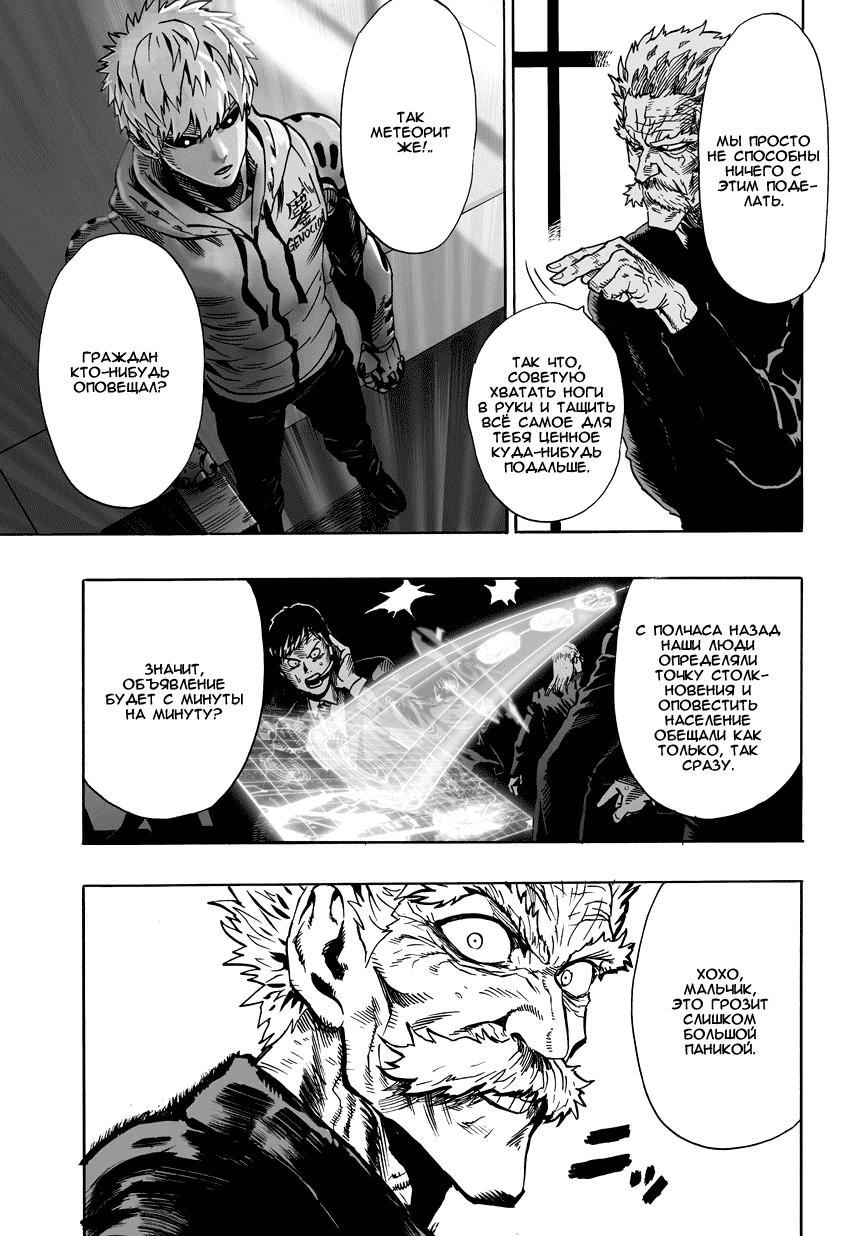 МЫ ПРОСТО
НЕ СПОСОБНЫ
НИЧЕГО С
ЭТИМ ПОДЕ-
ЛАТЬ.
ТАК ЧТО,
СОВЕТУЮ
ХВАТАТЬ НОГИ
В РУКИ И ТАЩИТЬ
ВСЁ САМОЕ ДЛЯ
ТЕБЯ ЦЕННОЕ
КУДА-НИБУДЬ
ПОДАЛЬШЕ.
ТАК
МЕТЕОРИТ
ЖЕ!..
GENOCIDE
ГРАЖДАН
КТО-НИБУДЬ
ОПОВЕЩАЛ?
С ПОЛЧАСА НАЗАД
НАШИ ЛЮДИ
ОПРЕДЕЛЯЛИ
ТОЧКУ СТОЛК-
НОВЕНИЯ И
ОПОВЕСТИТЬ
НАСЕЛЕНИЕ
ОБЕЩАЛИ КАК
ТОЛЬКО, ТАК
СРАЗУ.
ЗНАЧИТ,
ОБЪЯВЛЕНИЕ
БУДЕТ С МИНУТЫ
НА МИНУТУ?
ХОХО,
МАЛЬЧИК,
ЭТО ГРОЗИТ
СЛИШКОМ
БОЛЬШОЙ
ПАНИКОЙ.